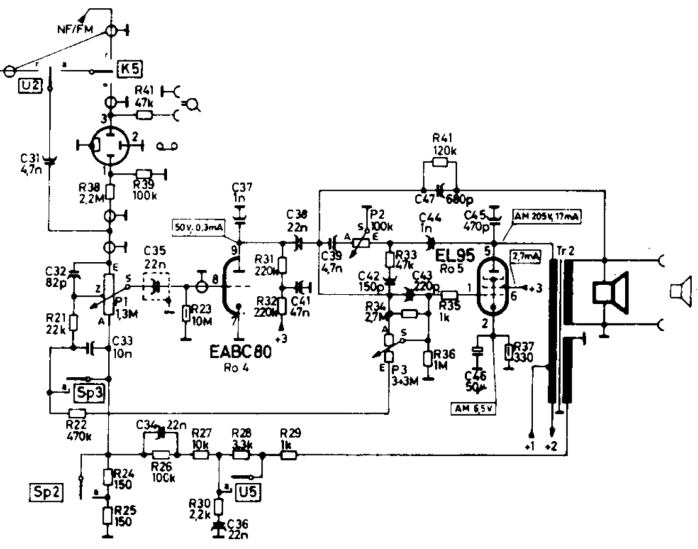 NF/FM
r
r
a
K5
U2
e
R41
47k
3
2
1
C31
4,7n
R38
2,2M
R39
100k
R41
120k
C47
680p
C37
1n
C38
22n
P2
100k
S
A
E
C44
1n
C45
470p
AM 205V, 17mA
50V, 0,3mA
C39
4,7n
R33
47k
EL95
Ro 5
5
2,7mA
Tr 2
C35
22n
C32
82p
E
Z
S
P1
1,3M
A
R21
22k
9
8
7
R23
10M
R31
220k
R32
220k
C41
47n
+3
C42
150p
C43
220p
R34
2,7M
R35
1k
1
6
+3
2
EABC80
Ro 4
C33
10n
A
S
E
P3
3+3M
R36
1M
R37
330
C46
50µ
a
Sp3
AM 6,5V
R22
470k
C34
22n
R27
10k
R28
3,3k
R29
1k
+1
+2
R26
100k
R24
150
Sp2
a
a
U5
R30
2,2k
R25
150
C36
22n